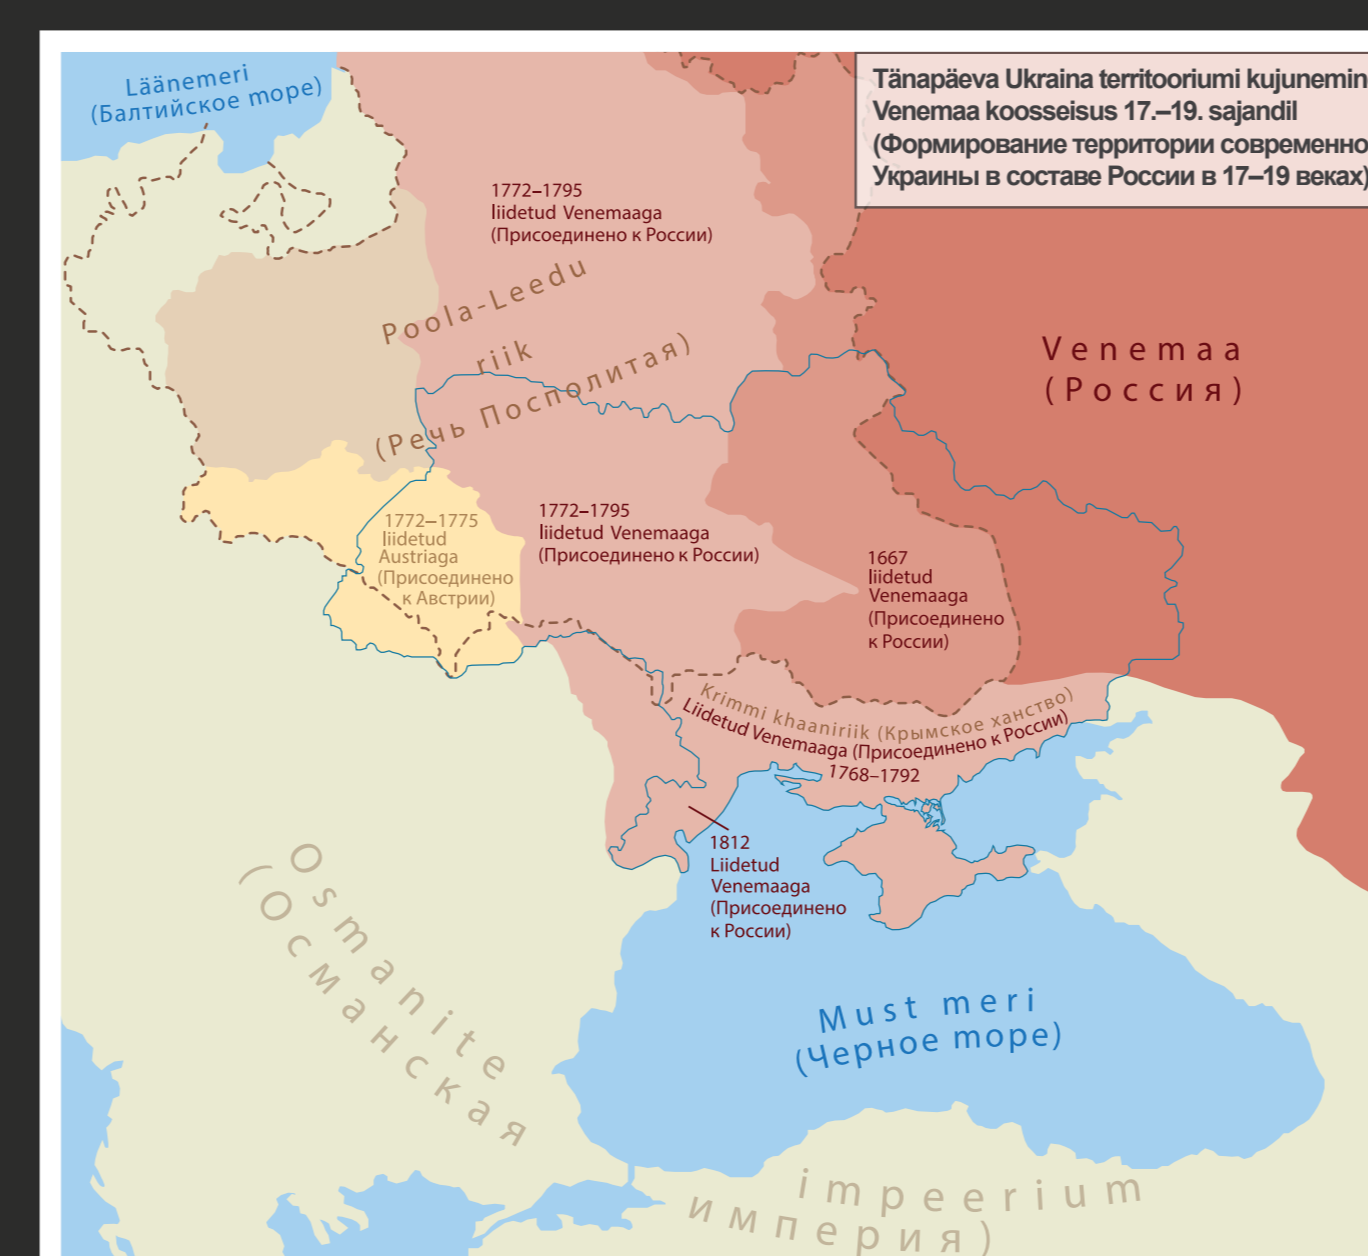 Läänemeri
(Балтийское море)
Tänapäeva Ukraina territooriumi kujunemin
Venemaa koosseisus 17.–19. sajandil
(Формирование территории современно
Украины в составе России в 17–19 веках)
1772–1795
liidetud Venemaaga
(Присоединено к России)
Poola-Leedu
riik
(Речь Посполитая)
Venemaa
(Россия)
1772–1775
liidetud
Austriaga
(Присоединено
к Австрии)
1772–1795
liidetud Venemaaga
(Присоединено к России)
1667
liidetud
Venemaaga
(Присоединено
к России)
Krimmi khaaniriik (Крымское ханство)
Liidetud Venemaaga (Присоединено к России)
1768–1792
1812
Liidetud
Venemaaga
(Присоединено
к России)
Must meri
(Черное море)
Osmanite
(Османская
impeerium
империя)